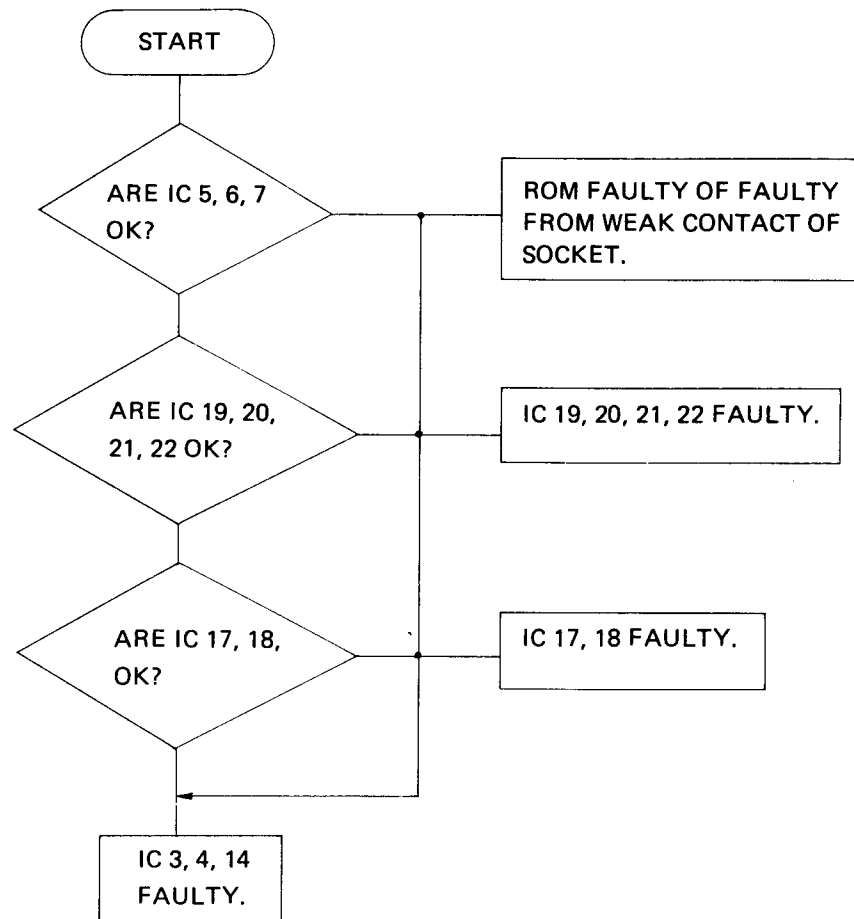 START
ARE IC 5, 6, 7
OK?
ROM FAULTY OF FAULTY
FROM WEAK CONTACT OF
SOCKET.
ARE IC 19, 20,
21, 22 OK?
IC 19, 20, 21, 22 FAULTY.
ARE IC 17, 18,
OK?
IC 17, 18 FAULTY.
IC 3, 4, 14
FAULTY.